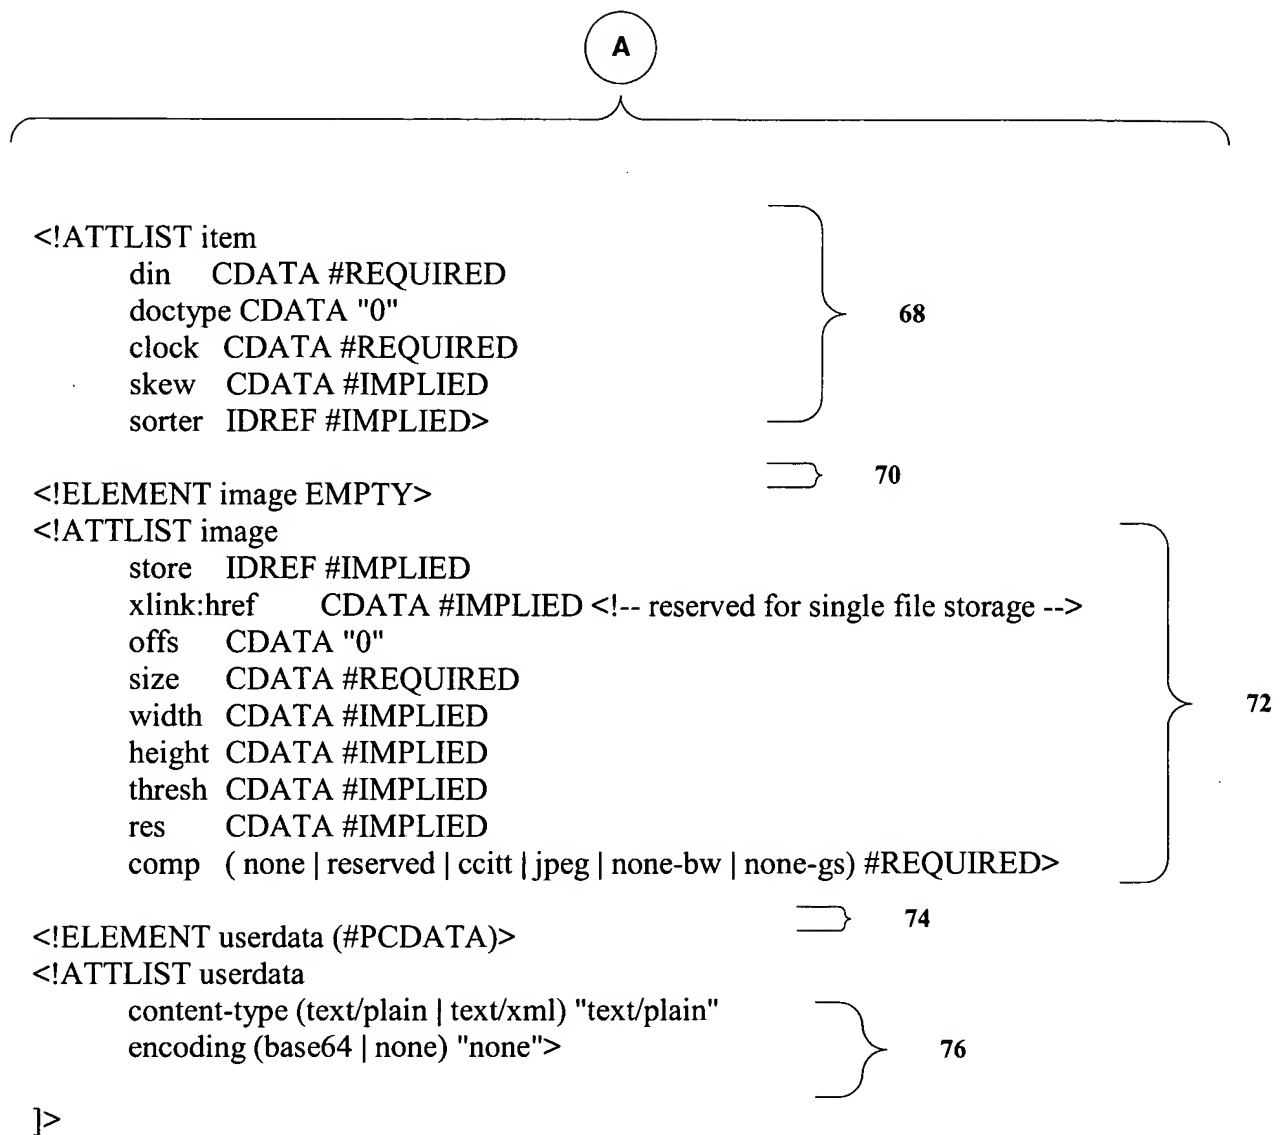 A
<!ATTLIST item
din CDATA #REQUIRED
doctype CDATA "0"
clock CDATA #REQUIRED
skew CDATA #IMPLIED
sorter IDREF #IMPLIED>
68
70
<!ELEMENT image EMPTY>
<!ATTLIST image
store IDREF #IMPLIED
xlink:href CDATA #IMPLIED <!-- reserved for single file storage -->
offs CDATA "0"
size CDATA #REQUIRED
width CDATA #IMPLIED
height CDATA #IMPLIED
thresh CDATA #IMPLIED
res CDATA #IMPLIED
comp ( none | reserved | ccitt | jpeg | none-bw | none-gs) #REQUIRED>
72
74
<!ELEMENT userdata (#PCDATA)>
<!ATTLIST userdata
content-type (text/plain | text/xml) "text/plain"
encoding (base64 | none) "none">
76
]>